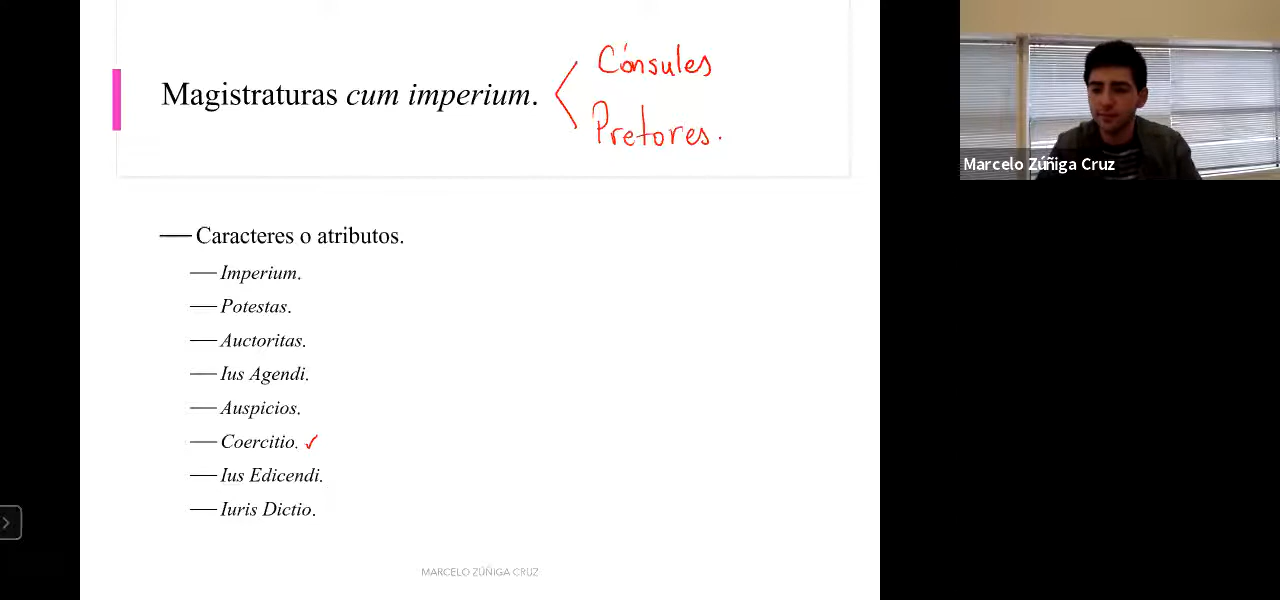 Magistraturas cum imperium.
Cónsules
Pretores.
Marcelo Zúñiga Cruz
Caracteres o atributos.
Imperium.
Potestas.
Auctoritas.
Ius Agendi.
Auspicios.
Coercitio. ✓
Ius Edicendi.
Iuris Dictio.
MARCELO ZÚÑIGA CRUZ